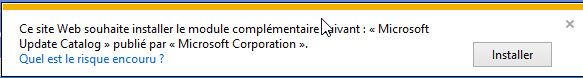 Ce site Web souhaite installer le module complémentaire suivant : « Microsoft
Update Catalog » publié par « Microsoft Corporation ».
Quel est le risque encouru ?
Installer